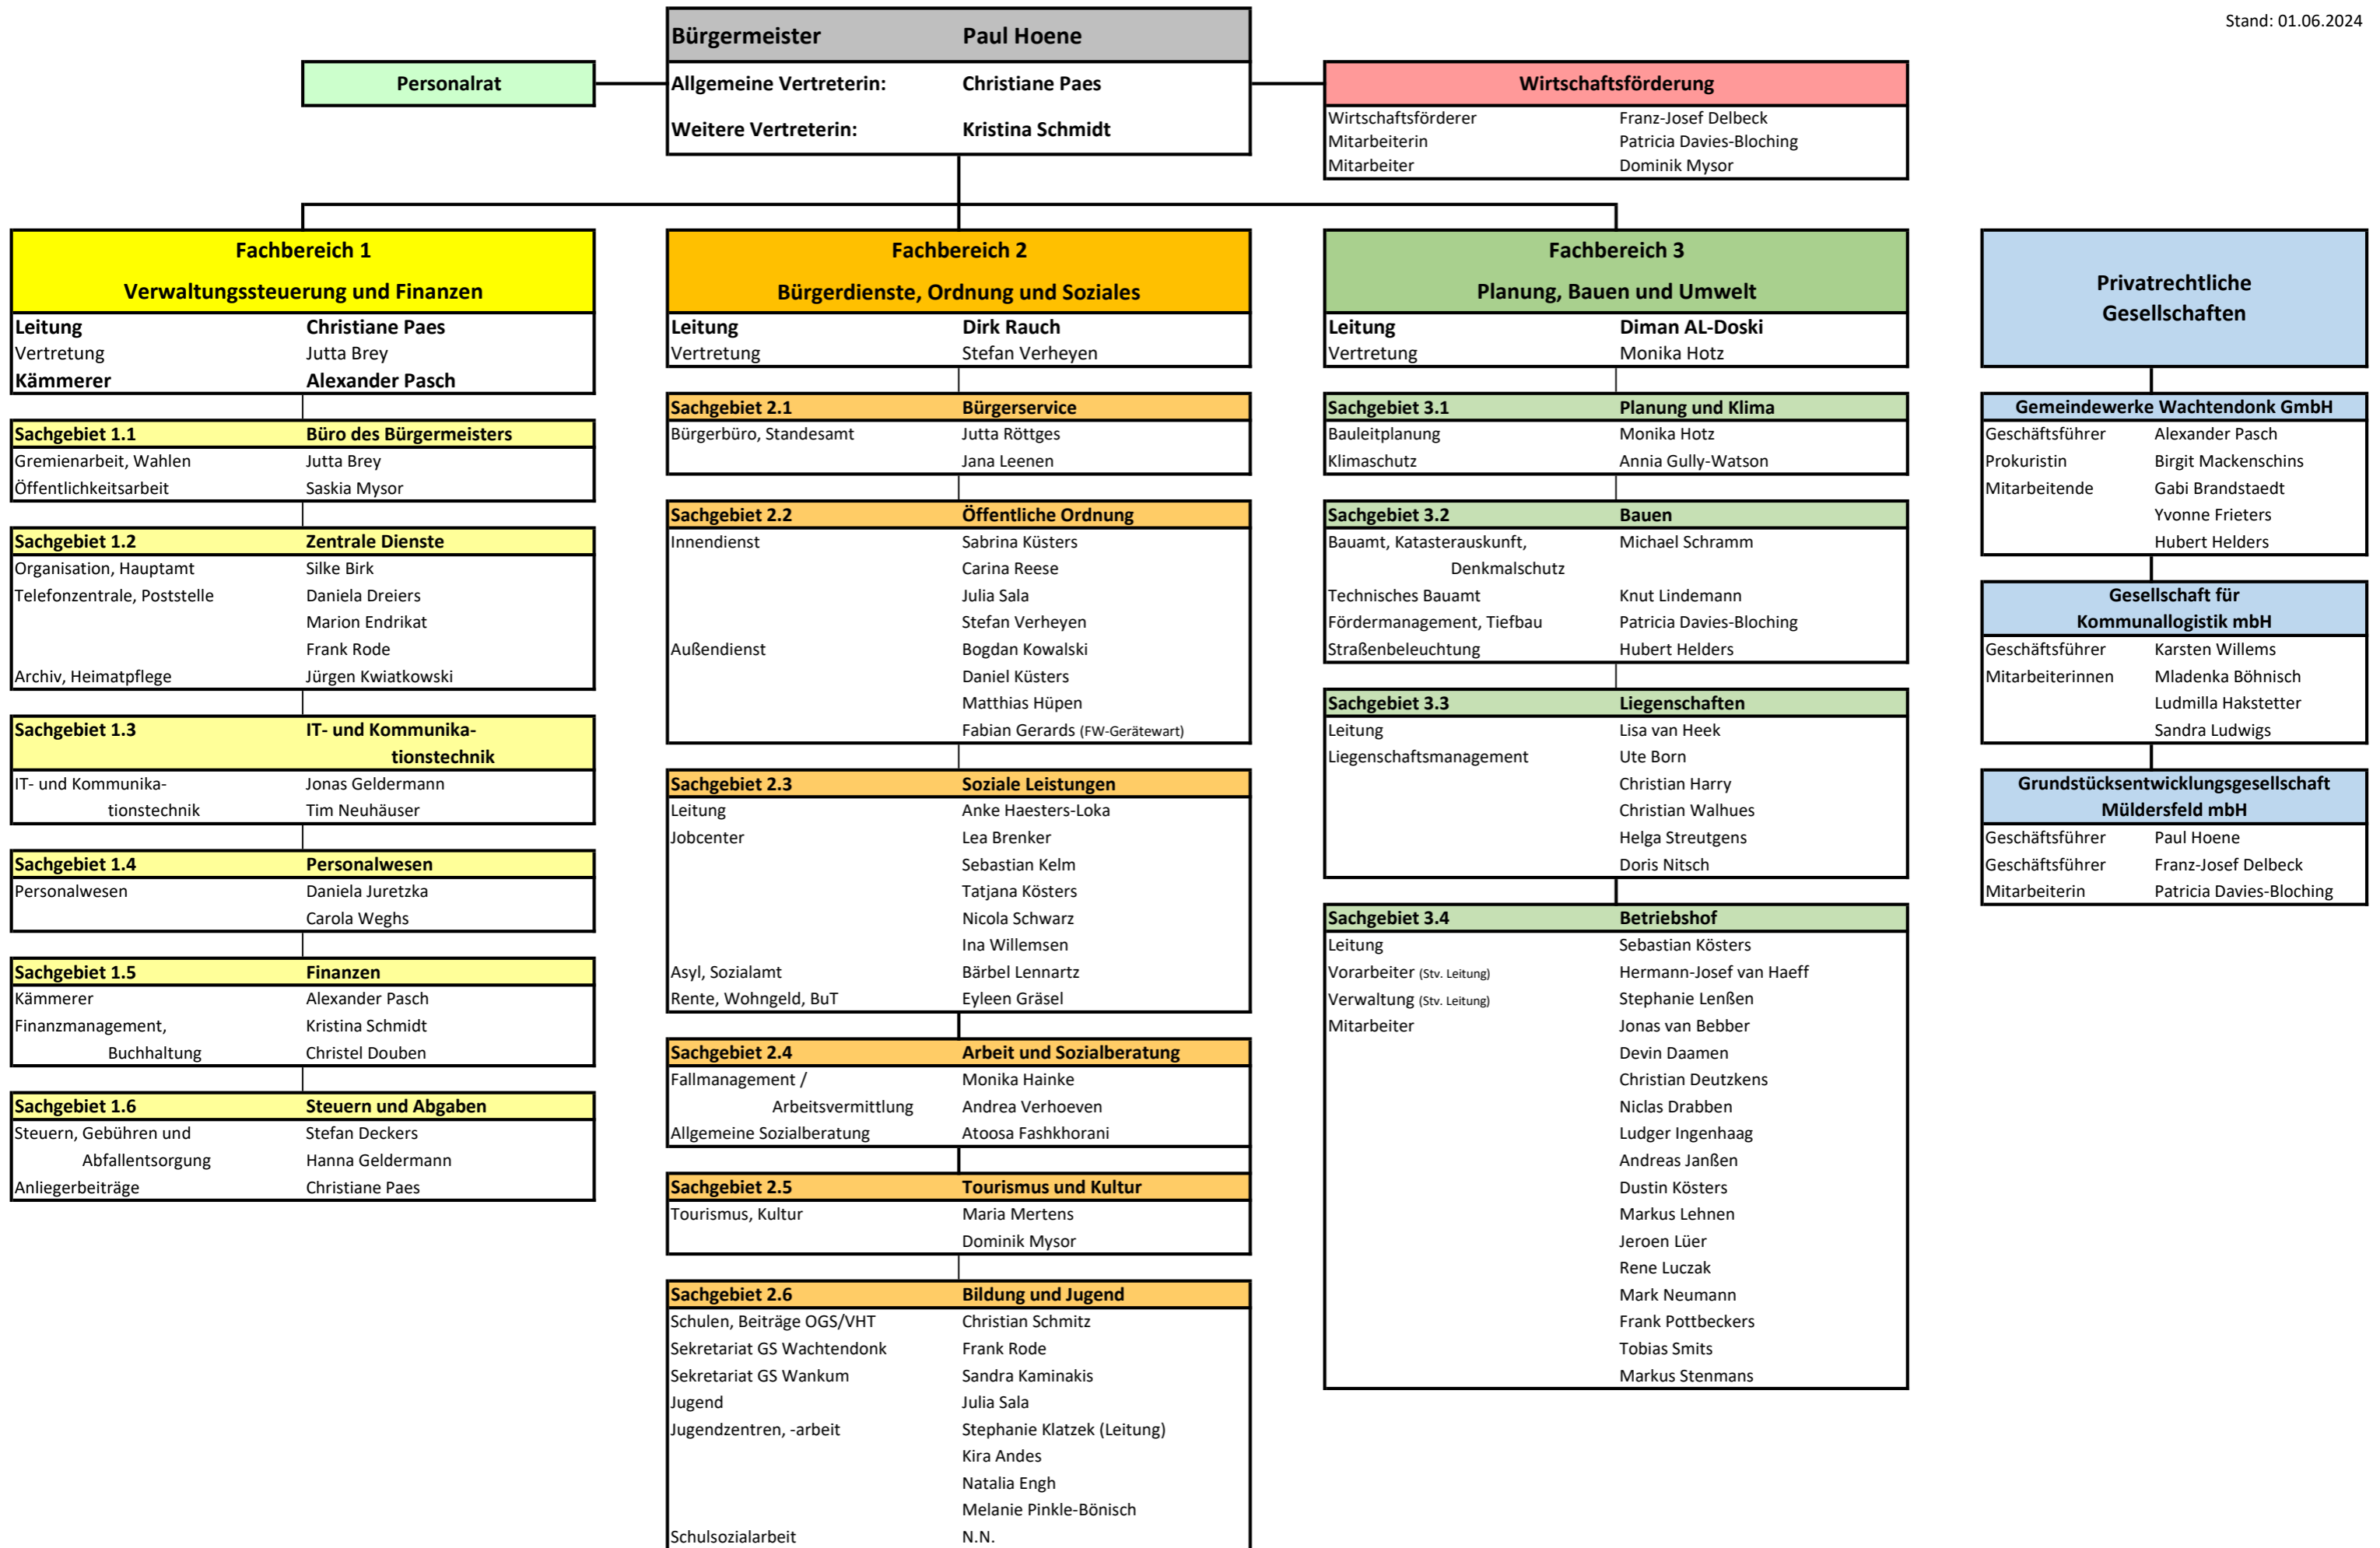 Stand: 01.06.2024
Bürgermeister Paul Hoene
Allgemeine Vertreterin: Christiane Paes
Weitere Vertreterin: Kristina Schmidt
Personalrat
Wirtschaftsförderung
Wirtschaftsförderer Franz-Josef Delbeck
Mitarbeiterin Patricia Davies-Bloching
Mitarbeiter Dominik Mysor
Fachbereich 1
Verwaltungssteuerung und Finanzen
Leitung Christiane Paes
Vertretung Jutta Brey
Kämmerer Alexander Pasch
Sachgebiet 1.1 Büro des Bürgermeisters
Gremienarbeit, Wahlen Jutta Brey
Öffentlichkeitsarbeit Saskia Mysor
Sachgebiet 1.2 Zentrale Dienste
Organisation, Hauptamt Silke Birk
Telefonzentrale, Poststelle Daniela Dreiers
Marion Endrikat
Frank Rode
Archiv, Heimatpflege Jürgen Kwiatkowski
Sachgebiet 1.3 IT- und Kommunika-
tionstechnik
IT- und Kommunika- Jonas Geldermann
tionstechnik Tim Neuhäuser
Sachgebiet 1.4 Personalwesen
Personalwesen Daniela Juretzka
Carola Weghs
Sachgebiet 1.5 Finanzen
Kämmerer Alexander Pasch
Finanzmanagement, Kristina Schmidt
Buchhaltung Christel Douben
Sachgebiet 1.6 Steuern und Abgaben
Steuern, Gebühren und Stefan Deckers
Abfallentsorgung Hanna Geldermann
Anliegerbeiträge Christiane Paes
Fachbereich 2
Bürgerdienste, Ordnung und Soziales
Leitung Dirk Rauch
Vertretung Stefan Verheyen
Sachgebiet 2.1 Bürgerservice
Bürgerbüro, Standesamt Jutta Röttges
Jana Leenen
Sachgebiet 2.2 Öffentliche Ordnung
Innendienst Sabrina Küsters
Carina Reese
Julia Sala
Stefan Verheyen
Außendienst Bogdan Kowalski
Daniel Küsters
Matthias Hüpen
Fabian Gerards (FW-Gerätewart)
Sachgebiet 2.3 Soziale Leistungen
Leitung Anke Haesters-Loka
Jobcenter Lea Brenker
Sebastian Kelm
Tatjana Kösters
Nicola Schwarz
Ina Willemsen
Asyl, Sozialamt Bärbel Lennartz
Rente, Wohngeld, BuT Eyleen Gräsel
Sachgebiet 2.4 Arbeit und Sozialberatung
Fallmanagement / Monika Hainke
Arbeitsvermittlung Andrea Verhoeven
Allgemeine Sozialberatung Atoosa Fashkhorani
Sachgebiet 2.5 Tourismus und Kultur
Tourismus, Kultur Maria Mertens
Dominik Mysor
Sachgebiet 2.6 Bildung und Jugend
Schulen, Beiträge OGS/VHT Christian Schmitz
Sekretariat GS Wachtendonk Frank Rode
Sekretariat GS Wankum Sandra Kaminakis
Jugend Julia Sala
Jugendzentren, -arbeit Stephanie Klatzek (Leitung)
Kira Andes
Natalia Engh
Melanie Pinkle-Bönisch
Schulsozialarbeit N.N.
Fachbereich 3
Planung, Bauen und Umwelt
Leitung Diman AL-Doski
Vertretung Monika Hotz
Sachgebiet 3.1 Planung und Klima
Bauleitplanung Monika Hotz
Klimaschutz Annia Gully-Watson
Sachgebiet 3.2 Bauen
Bauamt, Katasterauskunft, Michael Schramm
Denkmalschutz
Technisches Bauamt Knut Lindemann
Fördermanagement, Tiefbau Patricia Davies-Bloching
Straßenbeleuchtung Hubert Helders
Sachgebiet 3.3 Liegenschaften
Leitung Lisa van Heek
Liegenschaftsmanagement Ute Born
Christian Harry
Christian Walhues
Helga Streutgens
Doris Nitsch
Sachgebiet 3.4 Betriebshof
Leitung Sebastian Kösters
Vorarbeiter (Stv. Leitung) Hermann-Josef van Haeff
Verwaltung (Stv. Leitung) Stephanie Lenßen
Mitarbeiter Jonas van Bebber
Devin Daamen
Christian Deutzkens
Niclas Drabben
Ludger Ingenhaag
Andreas Janßen
Dustin Kösters
Markus Lehnen
Jeroen Lüer
Rene Luczak
Mark Neumann
Frank Pottbeckers
Tobias Smits
Markus Stenmans
Privatrechtliche
Gesellschaften
Gemeindewerke Wachtendonk GmbH
Geschäftsführer Alexander Pasch
Prokuristin Birgit Mackenschins
Mitarbeitende Gabi Brandstaedt
Yvonne Frieters
Hubert Helders
Gesellschaft für
Kommunallogistik mbH
Geschäftsführer Karsten Willems
Mitarbeiterinnen Mladenka Böhnisch
Ludmilla Hakstetter
Sandra Ludwigs
Grundstücksentwicklungsgesellschaft
Müldersfeld mbH
Geschäftsführer Paul Hoene
Geschäftsführer Franz-Josef Delbeck
Mitarbeiterin Patricia Davies-Bloching